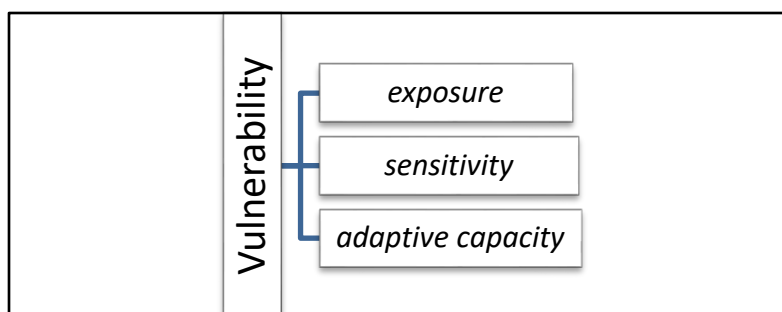 Vulnerability
exposure
sensitivity
adaptive capacity